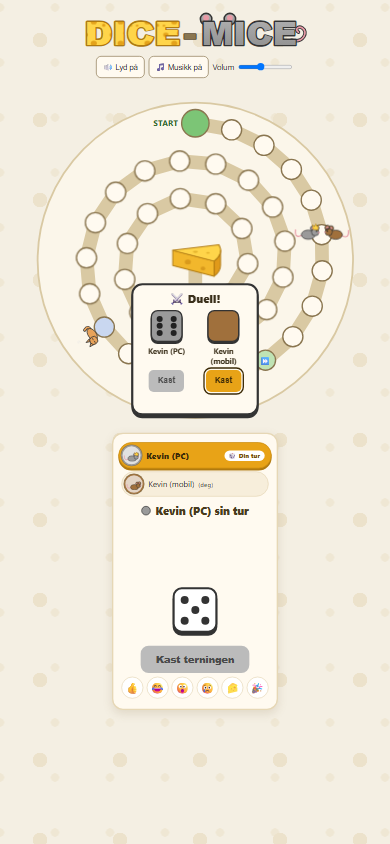 DICE-MICE
Lyd på
Musikk på
Volum
START
Duell!
Kevin (PC)
Kevin (mobil)
Kast
Kast
Kevin (PC)
Din tur
Kevin (mobil) (deg)
Kevin (PC) sin tur
Kast terningen